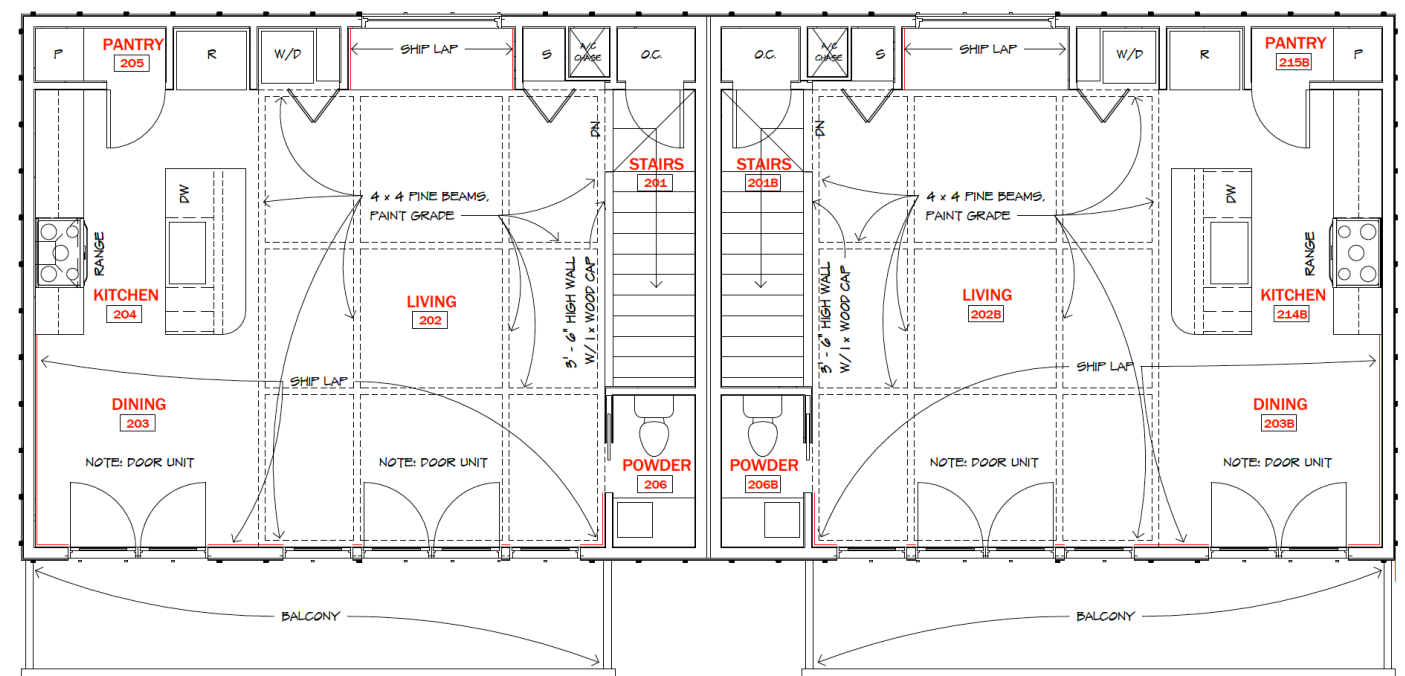 P
PANTRY
205
R
W/D
SHIP LAP
S
A/C
CHASE
O.C.
O.C.
A/C
CHASE
S
SHIP LAP
W/D
R
PANTRY
215B
P
DN
DN
STAIRS
201
STAIRS
201B
DW
4 x 4 PINE BEAMS,
PAINT GRADE
4 x 4 PINE BEAMS,
PAINT GRADE
DW
RANGE
KITCHEN
204
LIVING
202
3' - 6" HIGH WALL
W/ 1 x WOOD CAP
3' - 6" HIGH WALL
W/ 1 x WOOD CAP
LIVING
202B
RANGE
KITCHEN
214B
SHIP LAP
SHIP LAP
DINING
203
DINING
203B
NOTE: DOOR UNIT
NOTE: DOOR UNIT
POWDER
206
POWDER
206B
NOTE: DOOR UNIT
NOTE: DOOR UNIT
BALCONY
BALCONY